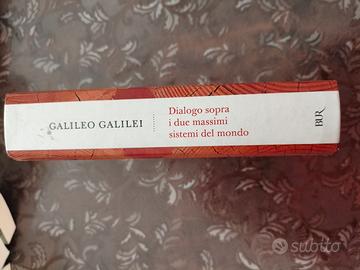 GALILEO GALILEI
Dialogo sopra
i due massimi
sistemi del mondo
BUR
subito